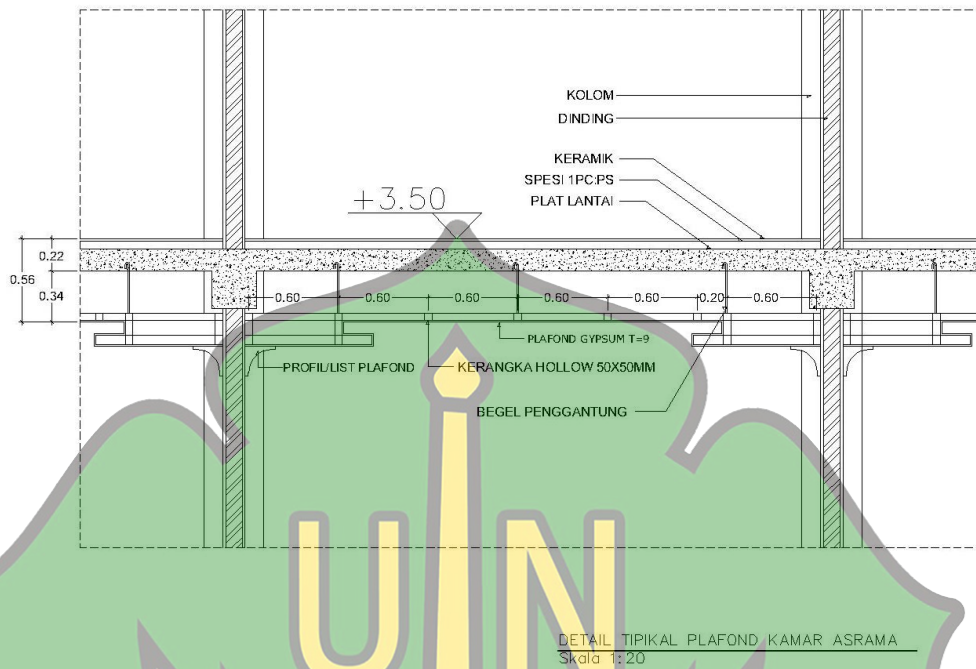 KOLOM
DINDING
KERAMIK
SPESI 1PC:PS
PLAT LANTAI
+3.50
0.22
0.56
0.34
0.60 0.60 0.60 0.60 0.60 0.20 0.60
PLAFOND GYPSUM T=9
PROFIL/LIST PLAFOND
KERANGKA HOLLOW 50X50MM
BEGEL PENGGANTUNG
UIN
DETAIL TIPIKAL PLAFOND KAMAR ASRAMA
Skala 1:20